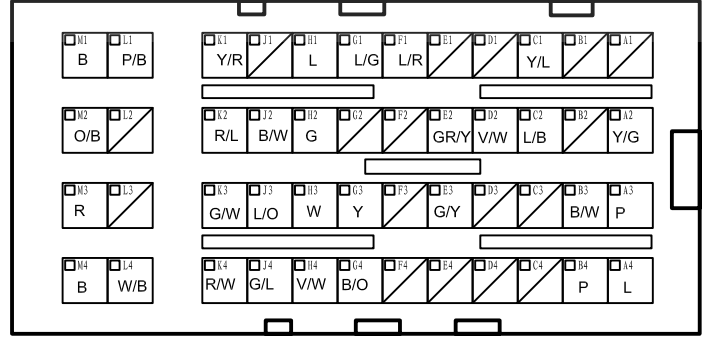 M1 L1 K1 J1 H1 G1 F1 E1 D1 C1 B1 A1
B P/B Y/R L L/G L/R Y/L
M2 L2 K2 J2 H2 G2 F2 E2 D2 C2 B2 A2
O/B R/L B/W G GR/Y V/W L/B Y/G
M3 L3 K3 J3 H3 G3 F3 E3 D3 C3 B3 A3
R G/W L/O W Y G/Y B/W P
M4 L4 K4 J4 H4 G4 F4 E4 D4 C4 B4 A4
B W/B R/W G/L V/W B/O P L